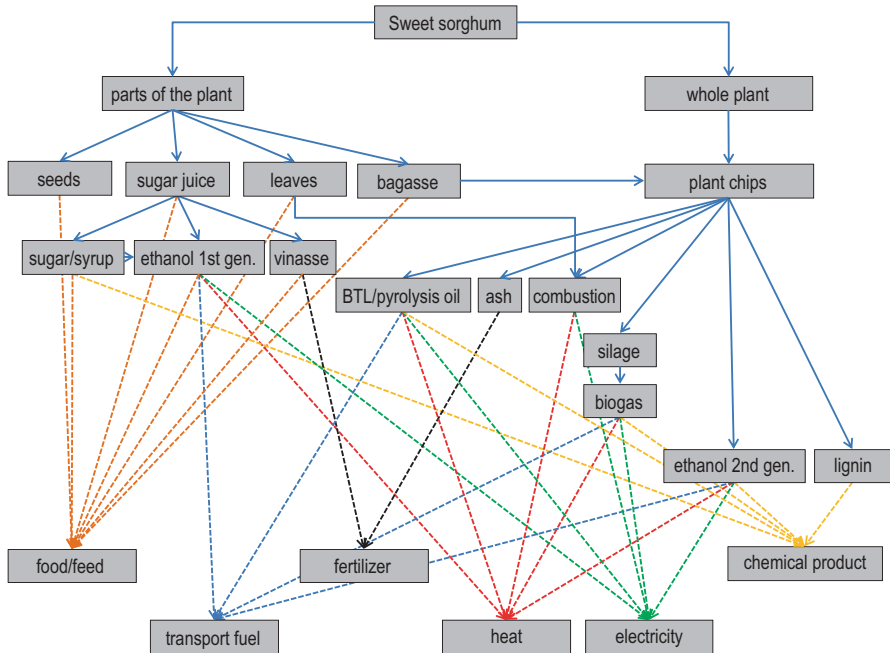 Sweet sorghum
parts of the plant
whole plant
seeds
sugar juice
leaves
bagasse
plant chips
sugar/syrup
ethanol 1st gen.
vinasse
BTL/pyrolysis oil
ash
combustion
silage
biogas
ethanol 2nd gen.
lignin
food/feed
fertilizer
chemical product
transport fuel
heat
electricity